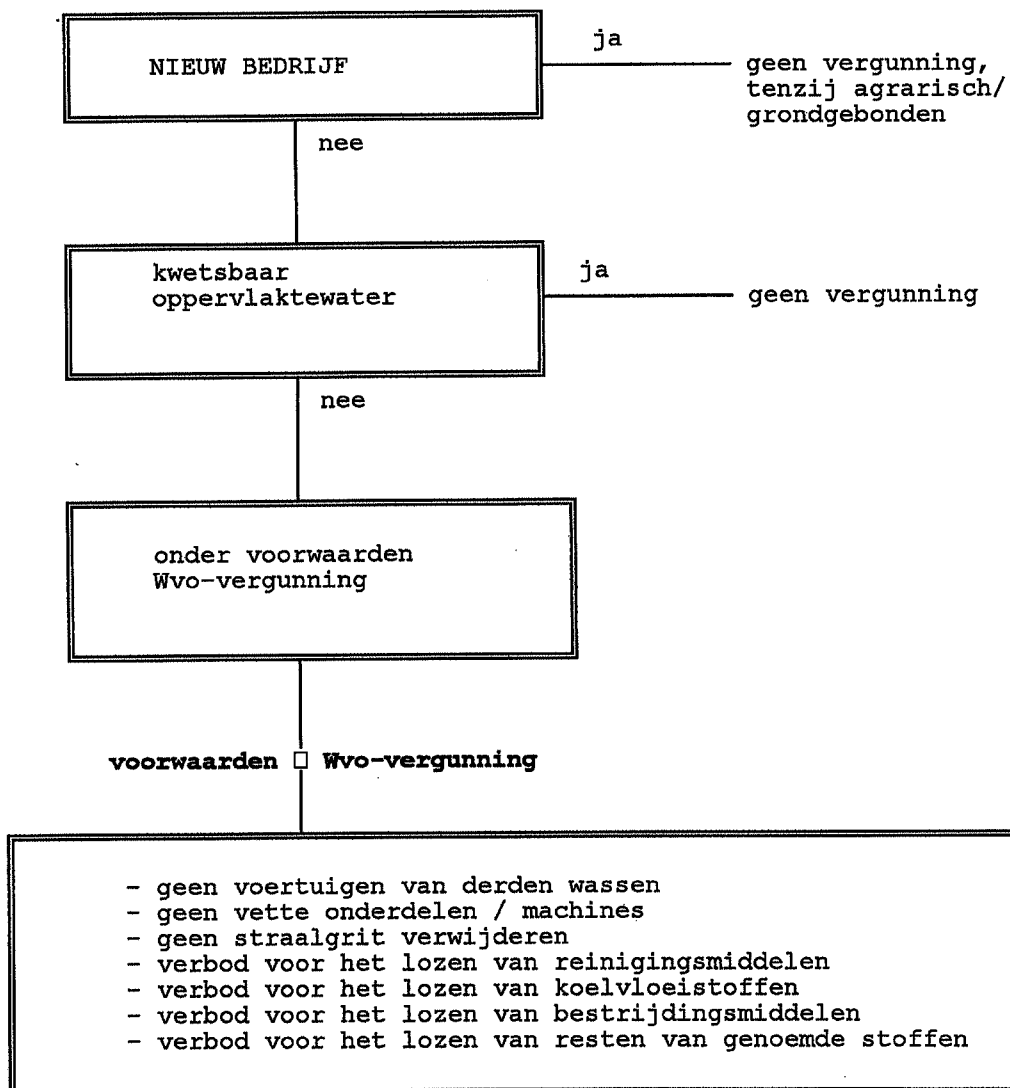 NIEUW BEDRIJF
ja
geen vergunning,
tenzij agrarisch/
grondgebonden
nee
kwetsbaar
oppervlaktewater
ja
geen vergunning
nee
onder voorwaarden
Wvo-vergunning
voorwaarden □ Wvo-vergunning
- geen voertuigen van derden wassen
- geen vette onderdelen / machines
- geen straalgrit verwijderen
- verbod voor het lozen van reinigingsmiddelen
- verbod voor het lozen van koelvloeistoffen
- verbod voor het lozen van bestrijdingsmiddelen
- verbod voor het lozen van resten van genoemde stoffen